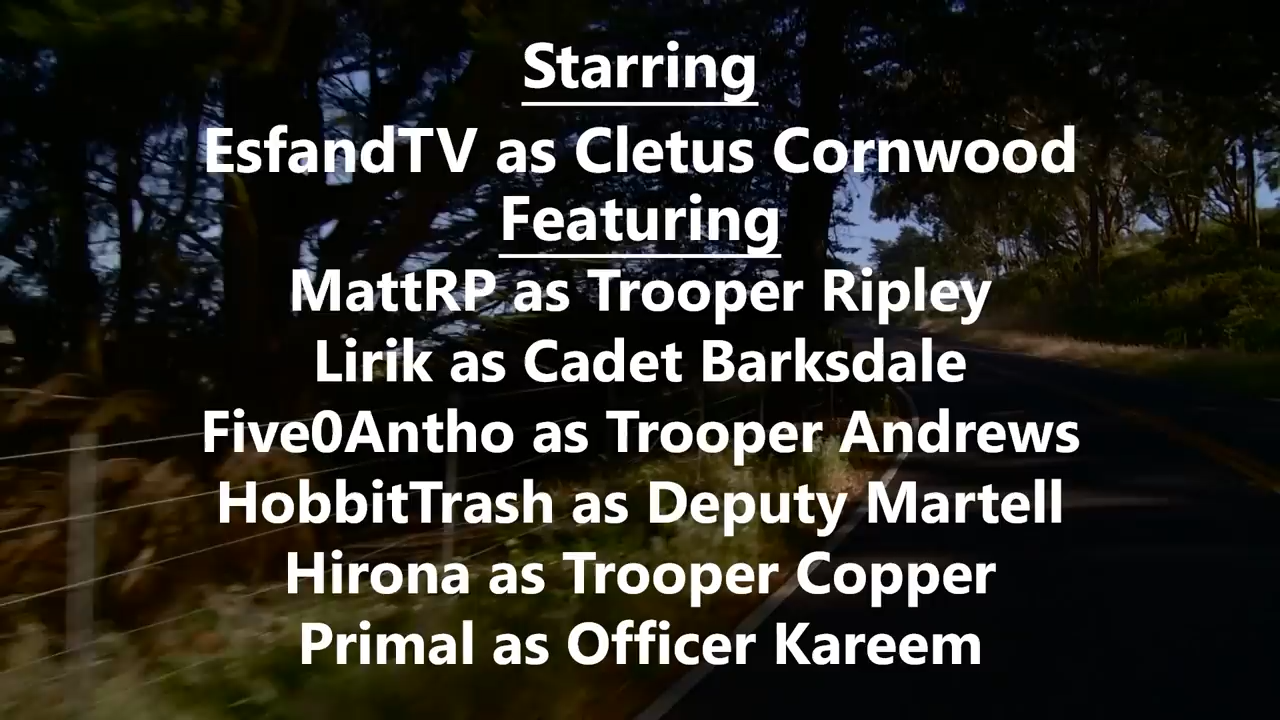 Starring
EsfandTV as Cletus Cornwood
Featuring
MattRP as Trooper Ripley
Lirik as Cadet Barksdale
Five0Antho as Trooper Andrews
HobbitTrash as Deputy Martell
Hirona as Trooper Copper
Primal as Officer Kareem